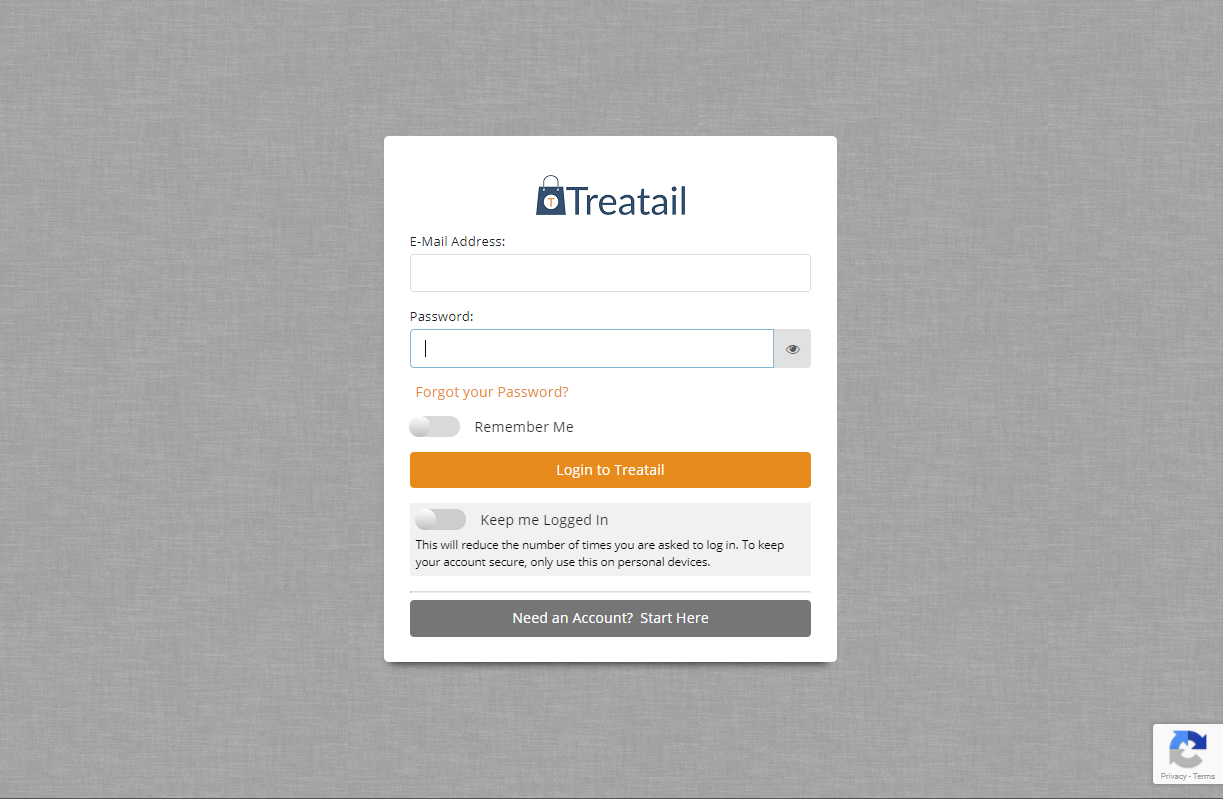 T
Treatail
E-Mail Address:
Password:
Forgot your Password?
Remember Me
Login to Treatail
Keep me Logged In
This will reduce the number of times you are asked to log in. To keep
your account secure, only use this on personal devices.
Need an Account? Start Here
Privacy - Terms